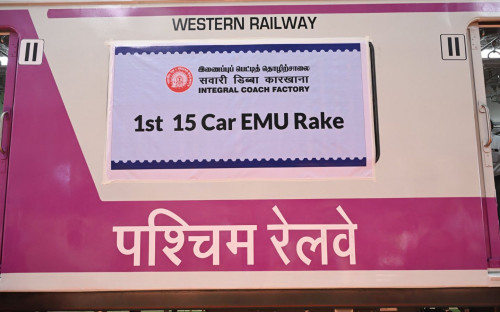 WESTERN RAILWAY
II
II
இணைப்புப் பெட்டித் தொழிற்சாலை
सवारी डिब्बा कारखाना
INTEGRAL COACH FACTORY
1st 15 Car EMU Rake
पश्चिम रेलवे